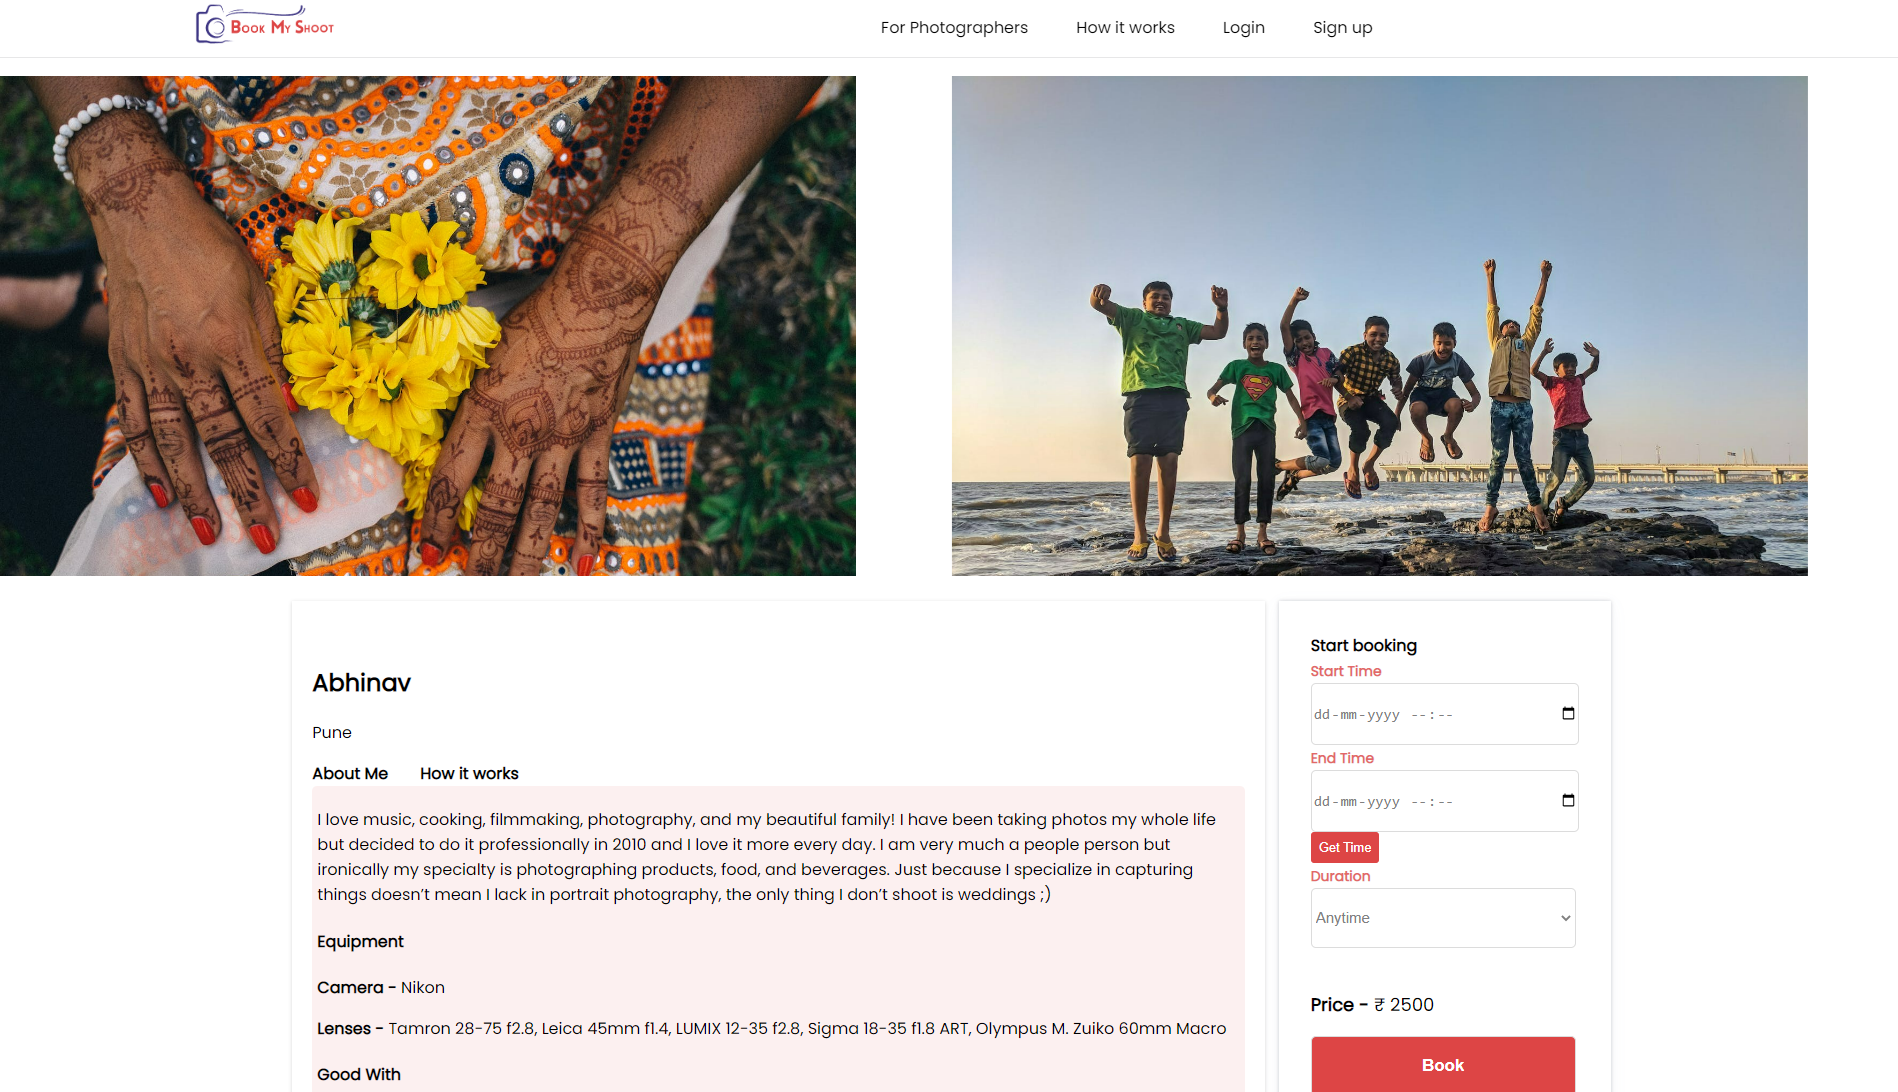 Book My Shoot
For Photographers How it works Login Sign up
Abhinav
Pune
About Me How it works
I love music, cooking, filmmaking, photography, and my beautiful family! I have been taking photos my whole life
but decided to do it professionally in 2010 and I love it more every day. I am very much a people person but
ironically my specialty is photographing products, food, and beverages. Just because I specialize in capturing
things doesn’t mean I lack in portrait photography, the only thing I don’t shoot is weddings ;)
Equipment
Camera - Nikon
Lenses - Tamron 28-75 f2.8, Leica 45mm f1.4, LUMIX 12-35 f2.8, Sigma 18-35 f1.8 ART, Olympus M. Zuiko 60mm Macro
Good With
Start booking
Start Time
dd-mm-yyyy --:--
End Time
dd-mm-yyyy --:--
Get Time
Duration
Anytime
Price - ₹ 2500
Book